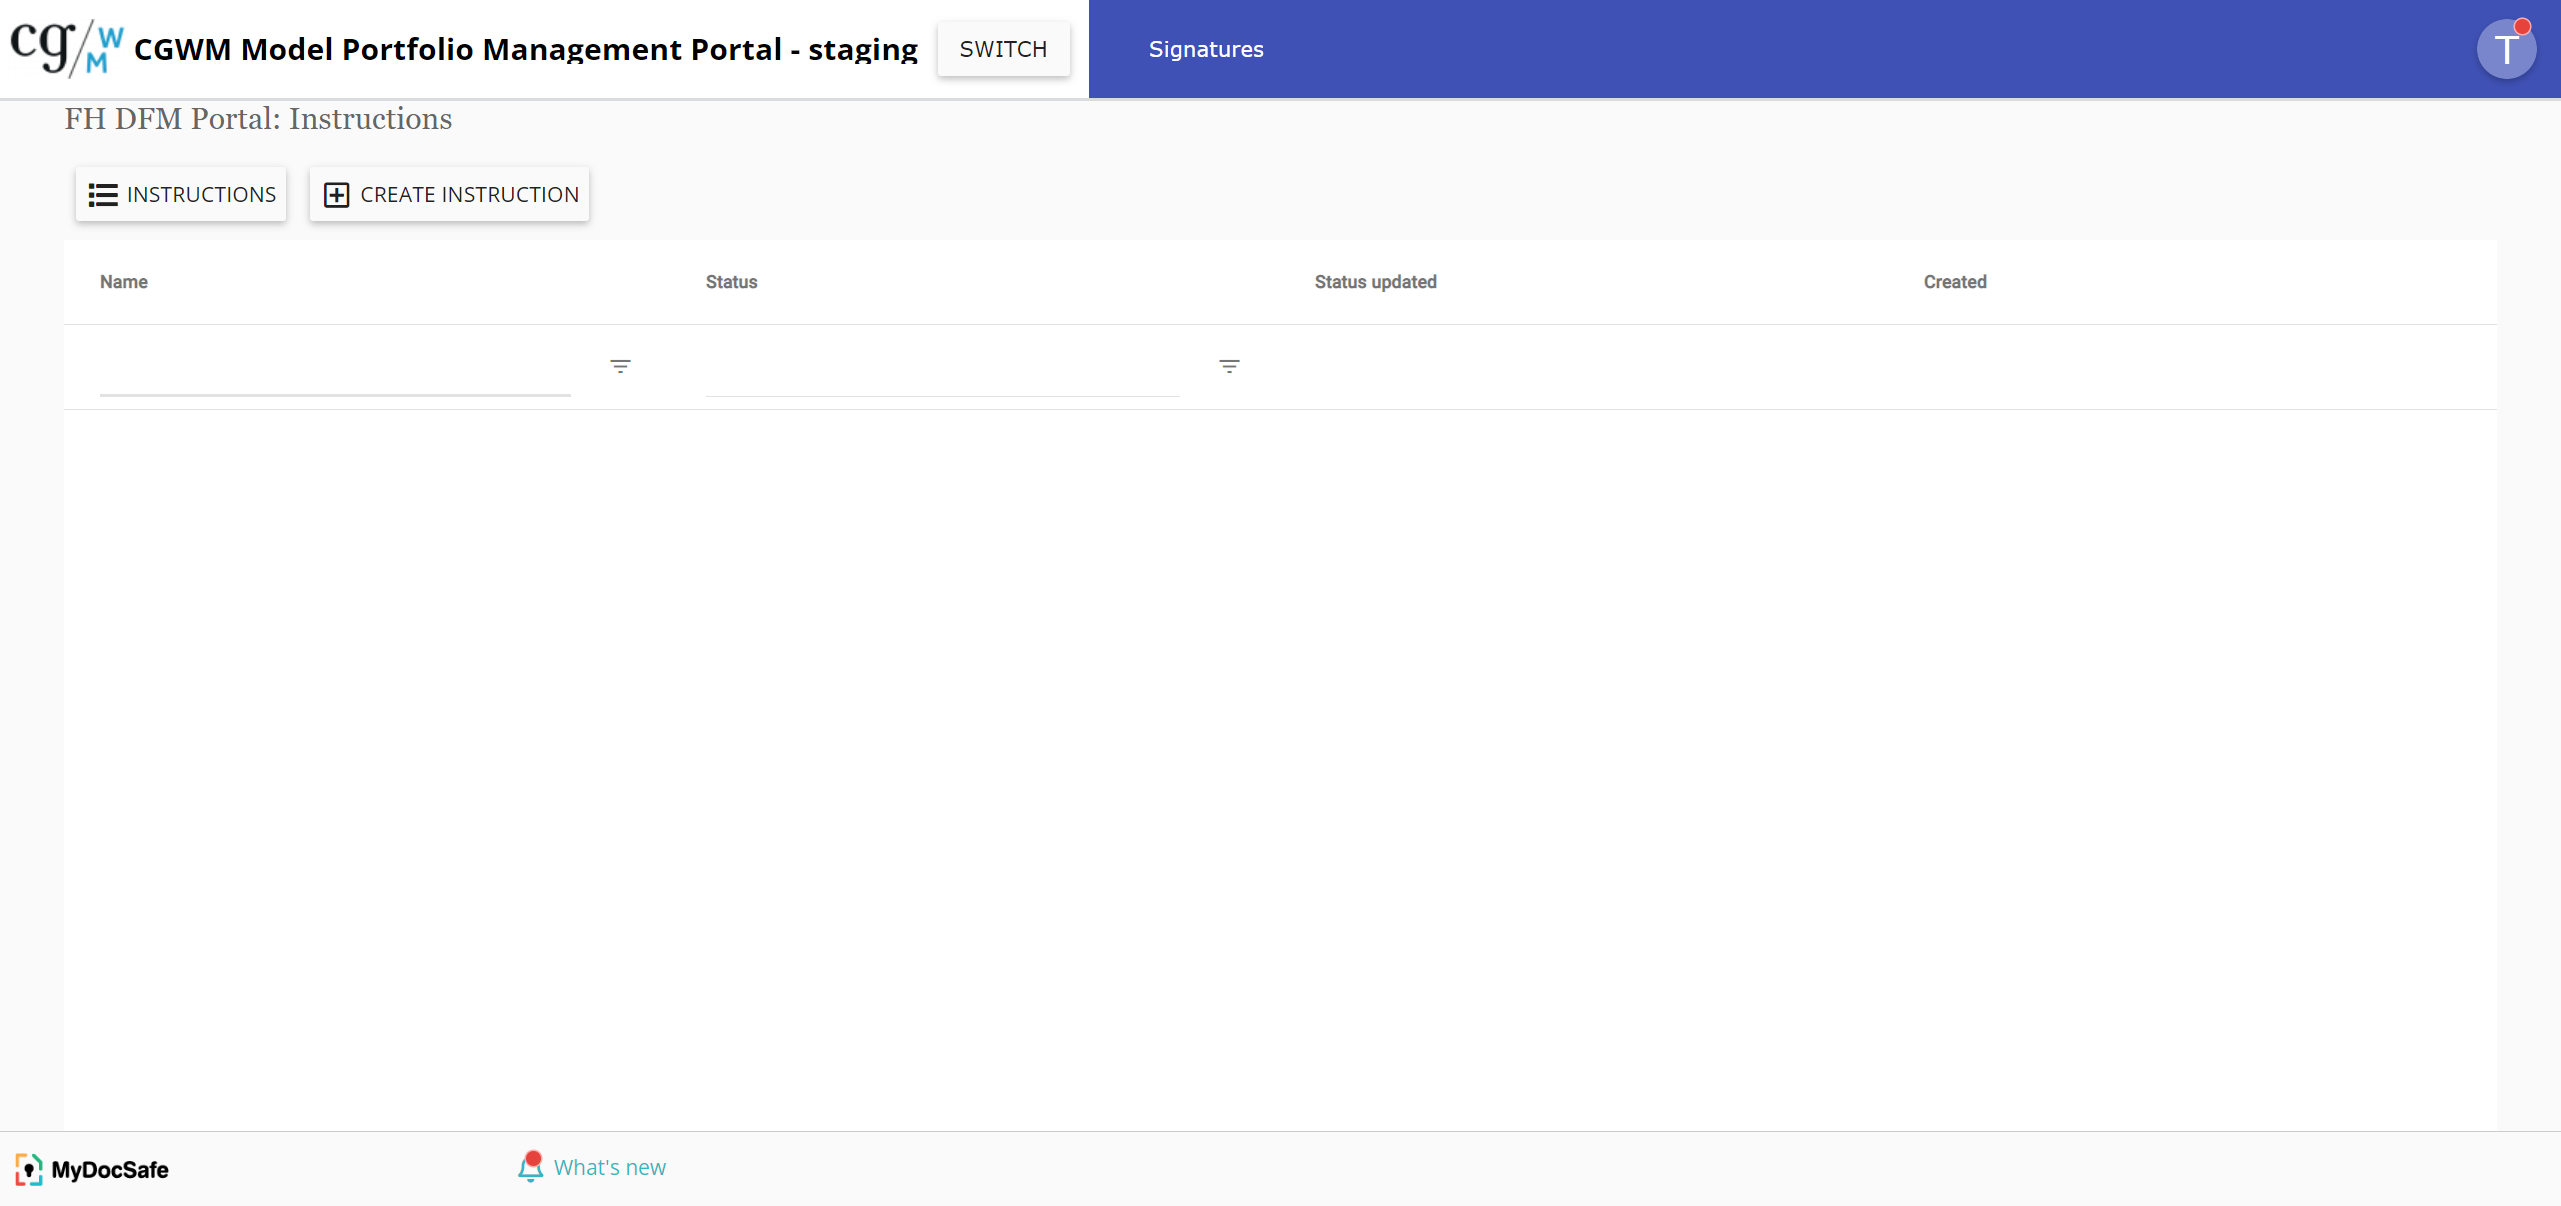 cg/WM CGWM Model Portfolio Management Portal - staging SWITCH Signatures T
FH DFM Portal: Instructions
INSTRUCTIONS CREATE INSTRUCTION
Name Status Status updated Created
MyDocSafe What's new